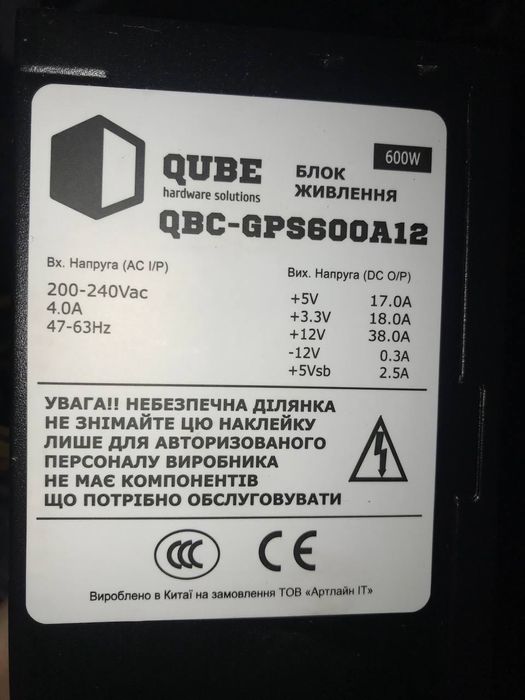 600W
QUBE
hardware solutions
БЛОК
ЖИВЛЕННЯ
QBC-GPS600A12
Вх. Напруга (AC I/P)
200-240Vac
4.0A
47-63Hz
Вих. Напруга (DC O/P)
+5V 17.0A
+3.3V 18.0A
+12V 38.0A
-12V 0.3A
+5Vsb 2.5A
УВАГА!! НЕБЕЗПЕЧНА ДІЛЯНКА
НЕ ЗНІМАЙТЕ ЦЮ НАКЛЕЙКУ
ЛИШЕ ДЛЯ АВТОРИЗОВАНОГО
ПЕРСОНАЛУ ВИРОБНИКА
НЕ МАЄ КОМПОНЕНТІВ
ЩО ПОТРІБНО ОБСЛУГОВУВАТИ
CCC CE
Вироблено в Китаї на замовлення ТОВ «Артлайн ІТ»